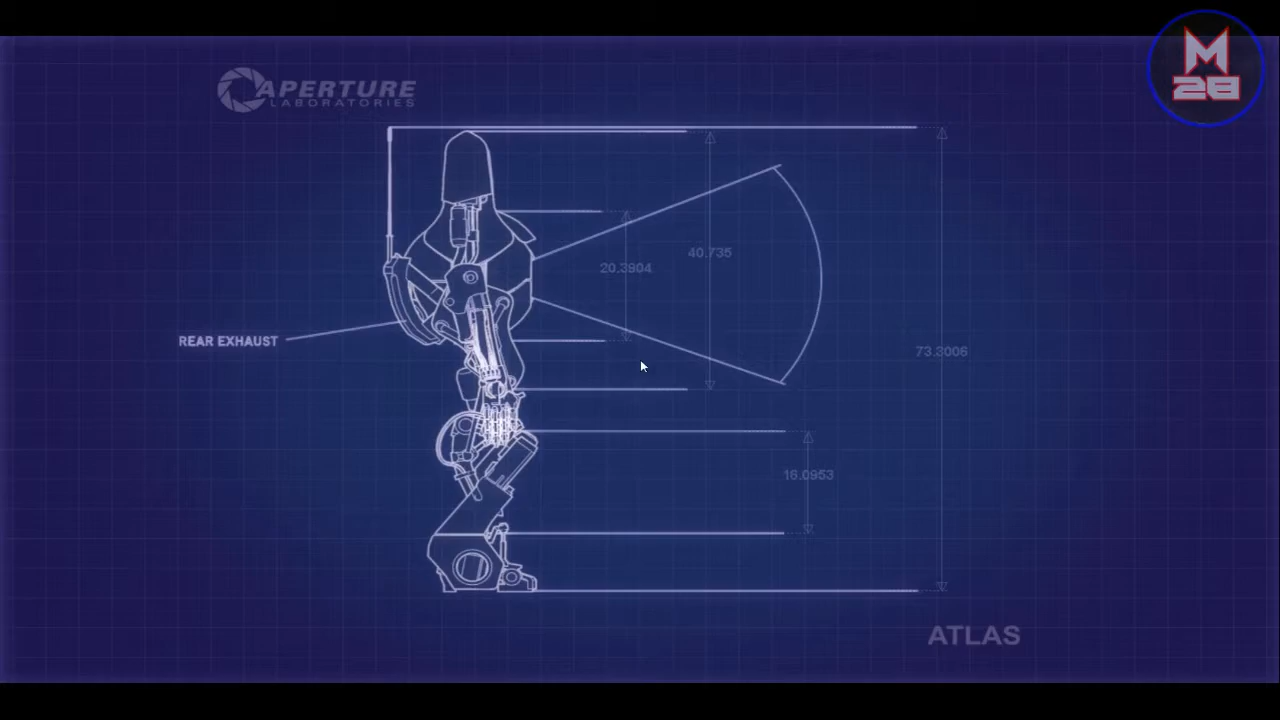 M
28
APERTURE
LABORATORIES
40.735
20.3904
REAR EXHAUST
73.3006
16.0953
ATLAS